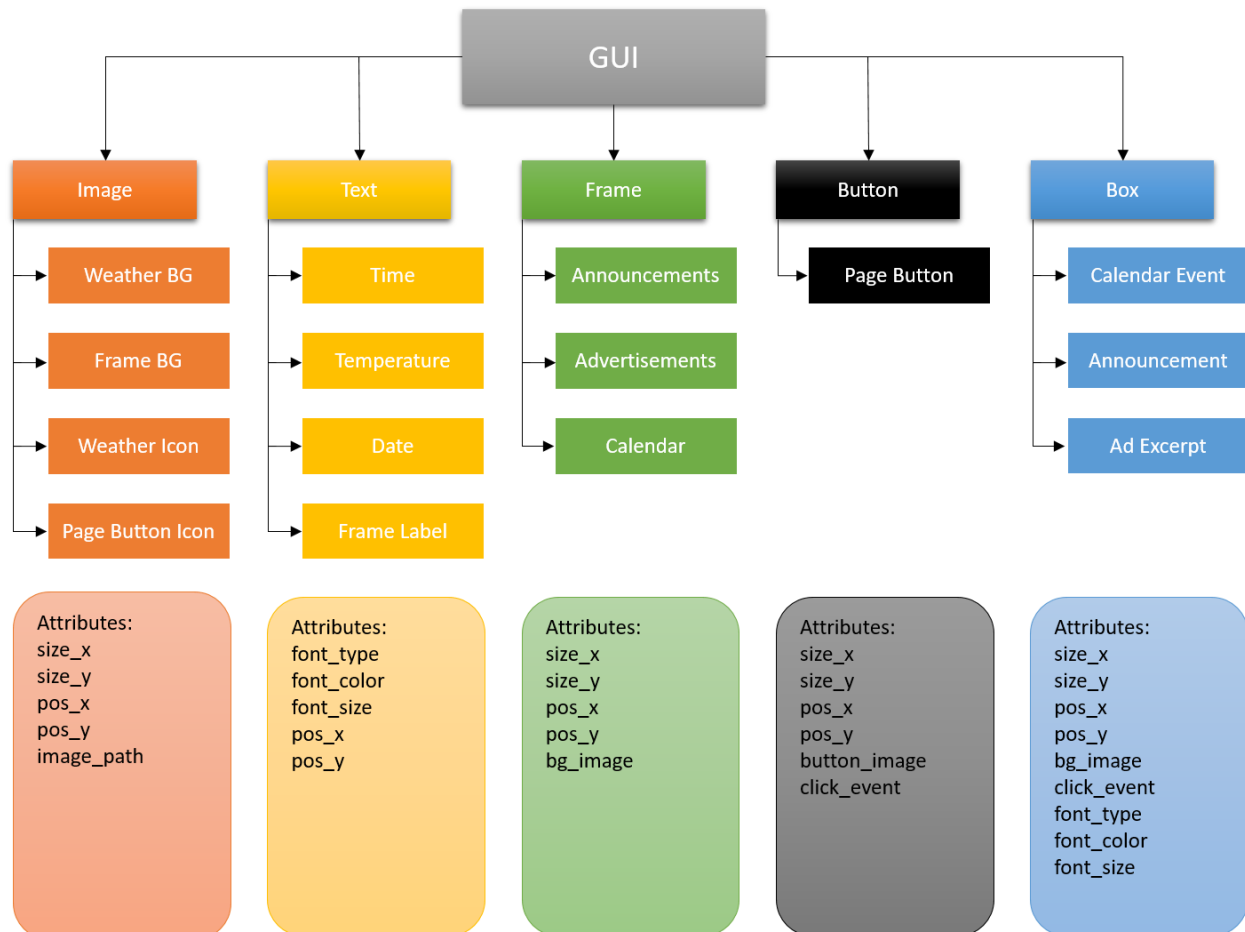 GUI
Image
Text
Frame
Button
Box
Weather BG
Time
Announcements
Page Button
Calendar Event
Frame BG
Temperature
Advertisements
Announcement
Weather Icon
Date
Calendar
Ad Excerpt
Page Button Icon
Frame Label
Attributes:
size_x
size_y
pos_x
pos_y
image_path
Attributes:
font_type
font_color
font_size
pos_x
pos_y
Attributes:
size_x
size_y
pos_x
pos_y
bg_image
Attributes:
size_x
size_y
pos_x
pos_y
button_image
click_event
Attributes:
size_x
size_y
pos_x
pos_y
bg_image
click_event
font_type
font_color
font_size